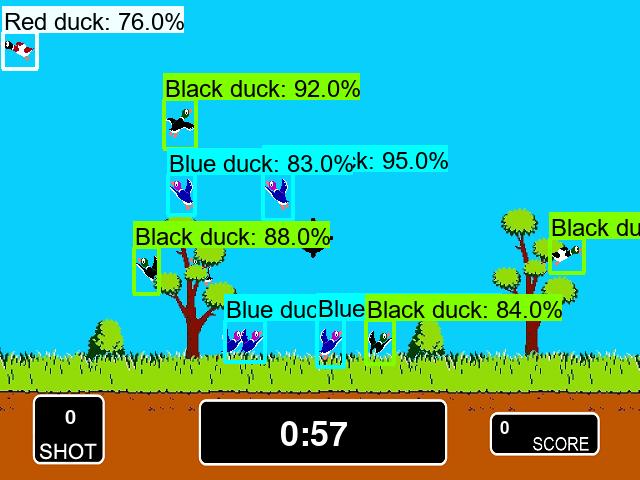 Red duck: 76.0%
Black duck: 92.0%
Blue duck: 83.0%
k: 95.0%
Black duck: 88.0%
Black du
Blue duc
Blue
Black duck: 84.0%
0
SHOT
0:57
0
SCORE